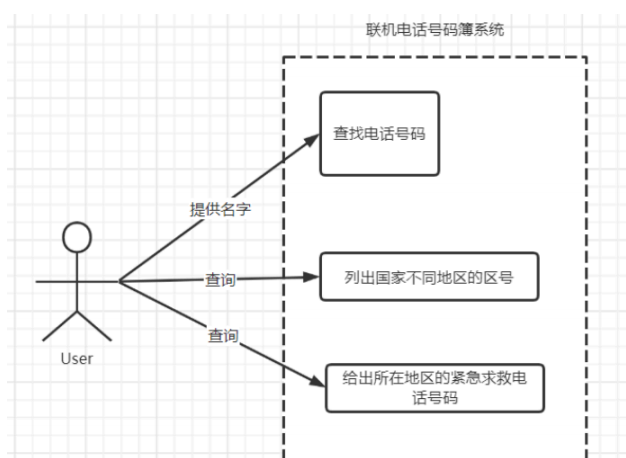 联机电话号码簿系统
查找电话号码
提供名字
查询
列出国家不同地区的区号
查询
User
给出所在地区的紧急求救电
话号码